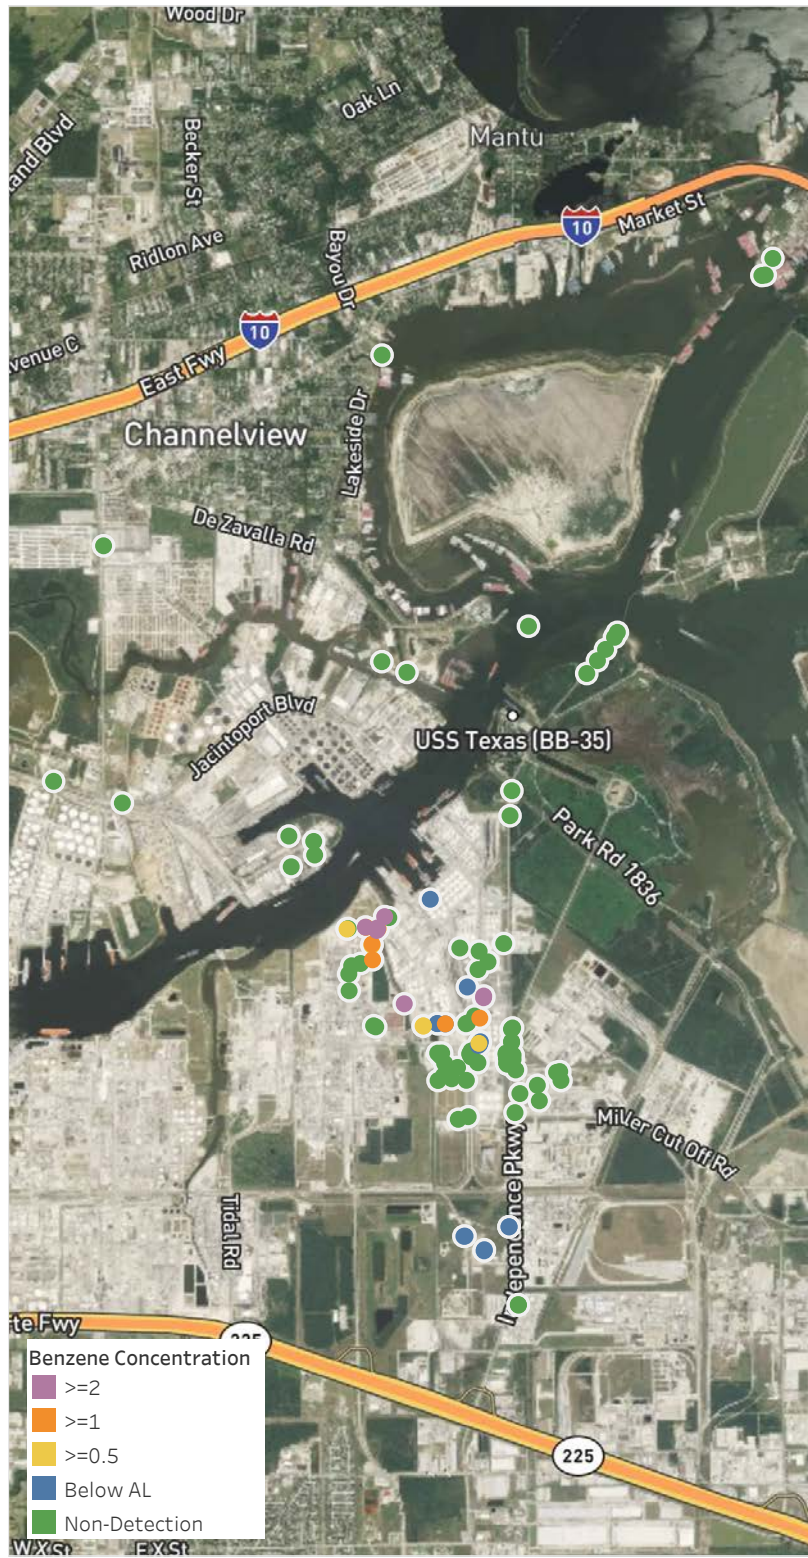 Wood Dr
Oak Ln
Mantu
land Blvd
Becker St
Market St
10
Ridlon Ave
Bayou Dr
10
venue C
East Fwy
Channelview
Lakeside Dr
De Zavalla Rd
Jacintoport Blvd
USS Texas (BB-35)
Park Rd 1836
Miller Cut Off Rd
Independence Pkwy
Tidal Rd
te Fwy
225
Benzene Concentration
>=2
>=1
>=0.5
Below AL
Non-Detection
225
W X St
E X St